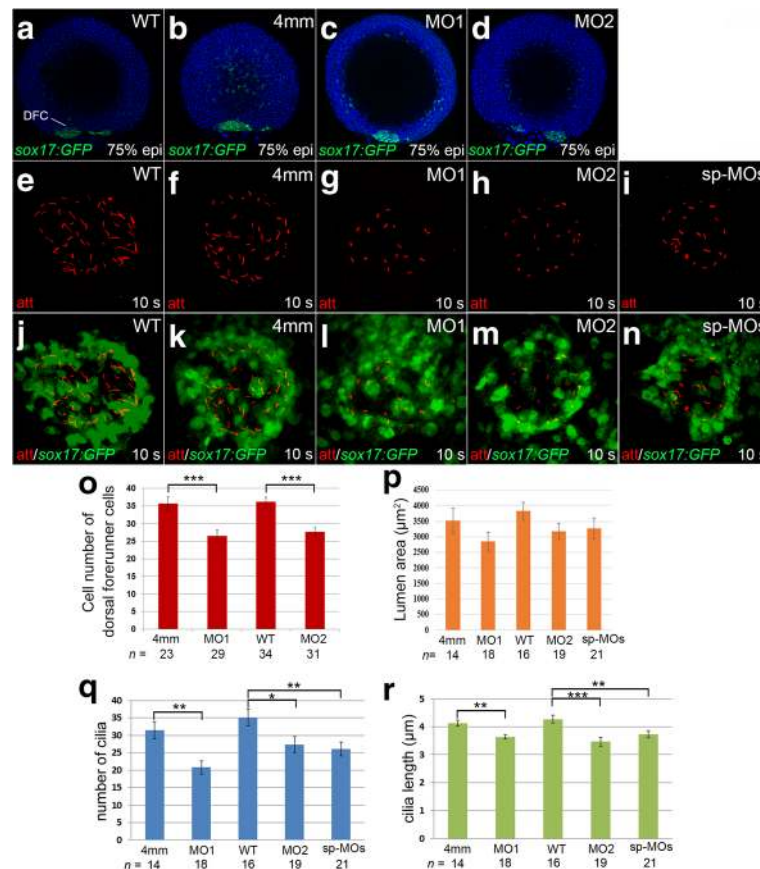 a WT b 4mm c MO1 d MO2
DFC
sox17:GFP 75% epi sox17:GFP 75% epi sox17:GFP 75% epi sox17:GFP 75% epi
e WT f 4mm g MO1 h MO2 i sp-MOs
att 10 s att 10 s att 10 s att 10 s att 10 s
j WT k 4mm l MO1 m MO2 n sp-MOs
att/sox17:GFP 10 s att/sox17:GFP 10 s att/sox17:GFP 10 s att/sox17:GFP 10 s att/sox17:GFP 10 s
o
Cell number of
dorsal forerunner cells
40
35
30
25
20
15
10
5
0
*** ***
4mm MO1 WT MO2
n = 23 29 34 31
p
Lumen area (µm²)
4500
4000
3500
3000
2500
2000
1500
1000
500
0
4mm MO1 WT MO2 sp-MOs
n= 14 18 16 19 21
q
number of cilia
40
35
30
25
20
15
10
5
0
** * **
4mm MO1 WT MO2 sp-MOs
n = 14 18 16 19 21
r
cilia length (µm)
5
4
3
2
1
0
** *** **
4mm MO1 WT MO2 sp-MOs
n = 14 18 16 19 21